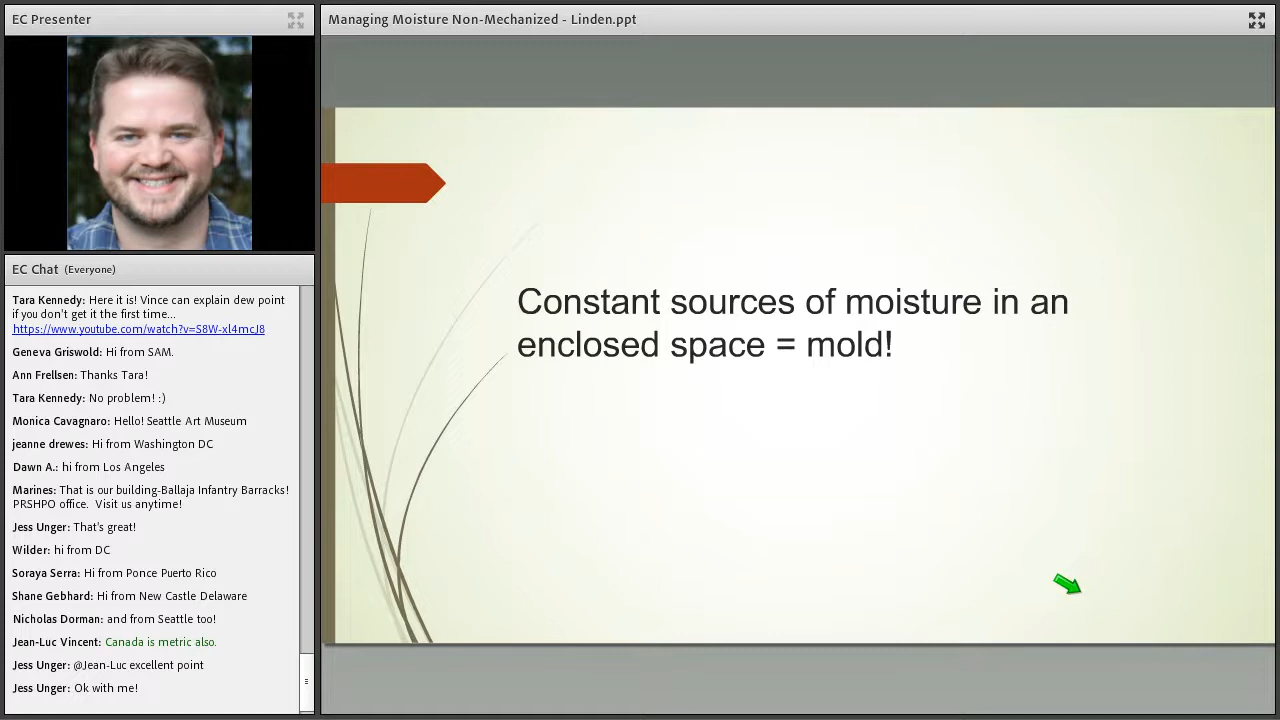 EC Presenter
Managing Moisture Non-Mechanized - Linden.ppt
Constant sources of moisture in an
enclosed space = mold!
EC Chat (Everyone)
Tara Kennedy: Here it is! Vince can explain dew point
if you don't get it the first time...
https://www.youtube.com/watch?v=S8W-xl4mcJ8
Geneva Griswold: Hi from SAM.
Ann Frellsen: Thanks Tara!
Tara Kennedy: No problem! :)
Monica Cavagnaro: Hello! Seattle Art Museum
jeanne drewes: Hi from Washington DC
Dawn A.: hi from Los Angeles
Marines: That is our building-Ballaja Infantry Barracks!
PRSHPO office.  Visit us anytime!
Jess Unger: That's great!
Wilder: hi from DC
Soraya Serra: Hi from Ponce Puerto Rico
Shane Gebhard: Hi from New Castle Delaware
Nicholas Dorman: and from Seattle too!
Jean-Luc Vincent: Canada is metric also.
Jess Unger: @Jean-Luc excellent point
Jess Unger: Ok with me!